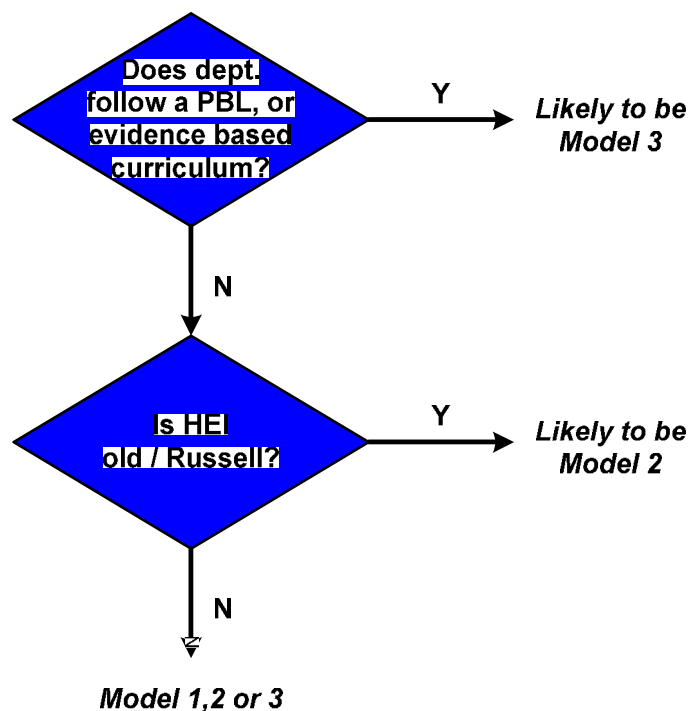 Does dept.
follow a PBL, or
evidence based
curriculum?
Y
Likely to be
Model 3
N
Is HEI
old / Russell?
Y
Likely to be
Model 2
N
Model 1,2 or 3